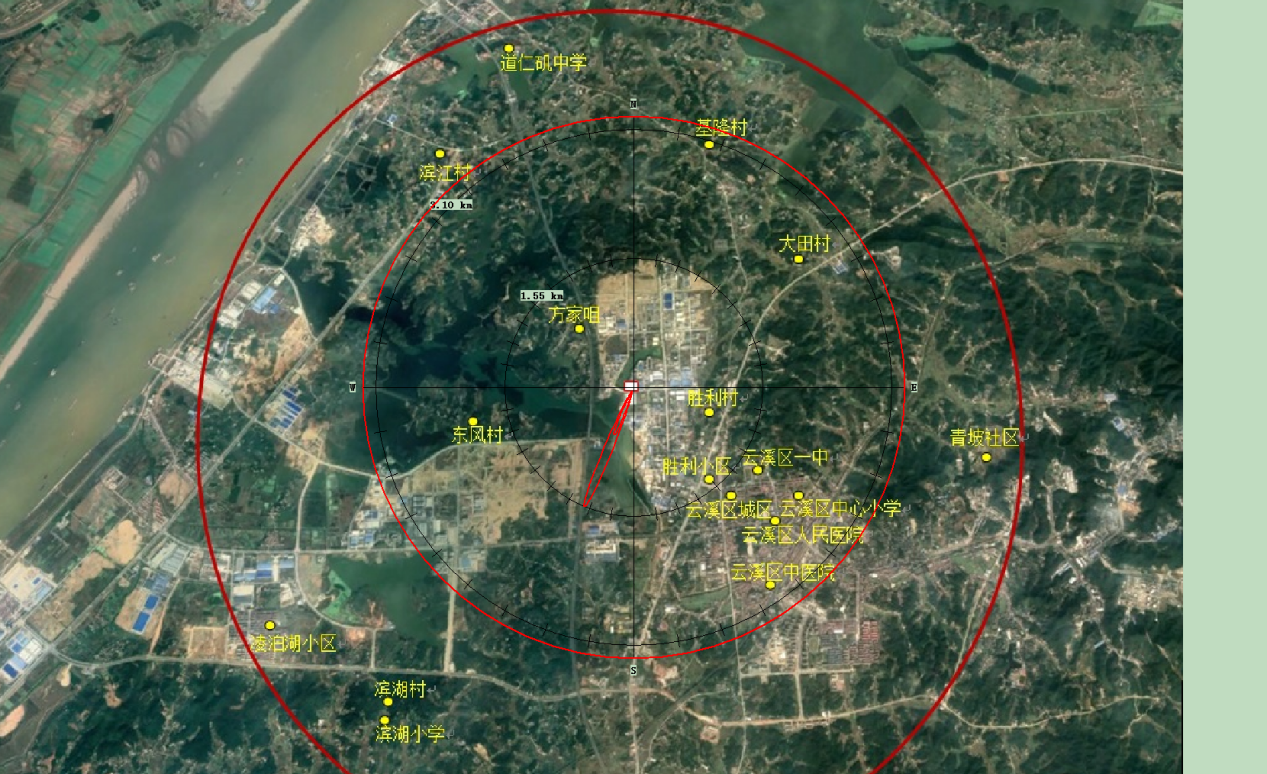 道仁矶中学
N
基隆村
滨江村
3.10 km
大田村
1.55 km
方家咀
W
E
胜利村
东风村
青坡社区
胜利小区
云溪区一中
云溪区城区
云溪区中心小学
云溪区人民医院
云溪区中医院
凌泊湖小区
S
滨湖村
滨湖小学